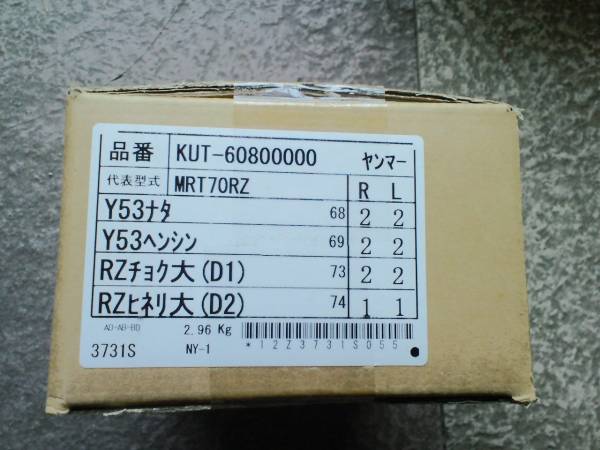 品番 KUT-60800000 ヤンマー
代表型式 MRT70RZ R L
Y53ナタ 68 2 2
Y53ヘンシン 69 2 2
RZチョク大(D1) 73 2 2
RZヒネリ大(D2) 74 1 1
AO-AB-BD 2.96 Kg
3731S NY-1 *12Z3731S055